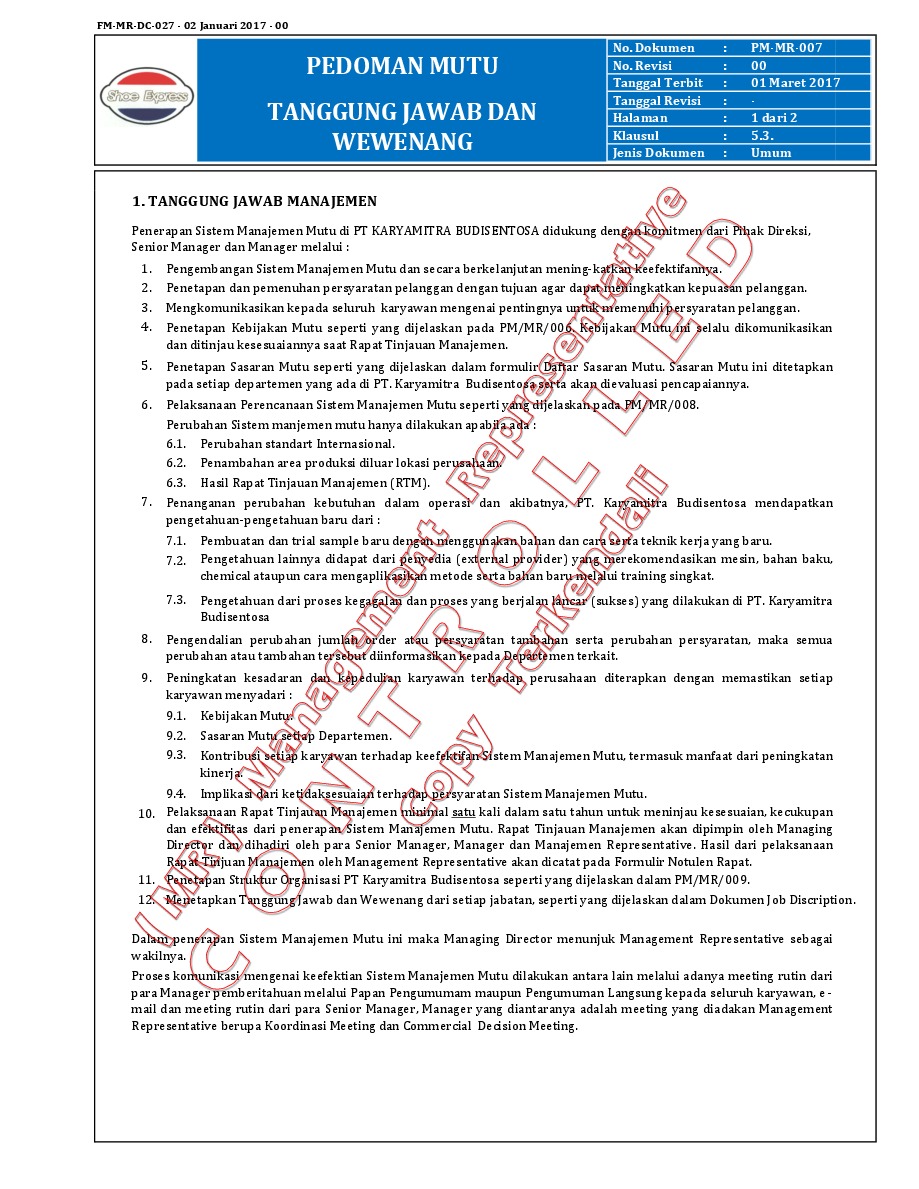 FM-MR-DC-027 - 02 Januari 2017 - 00
Shoe Express
PEDOMAN MUTU
TANGGUNG JAWAB DAN
WEWENANG
No. Dokumen : PM-MR-007
No. Revisi : 00
Tanggal Terbit : 01 Maret 2017
Tanggal Revisi : -
Halaman : 1 dari 2
Klausul : 5.3.
Jenis Dokumen : Umum
1. TANGGUNG JAWAB MANAJEMEN
Penerapan Sistem Manajemen Mutu di PT KARYAMITRA BUDISENTOSA didukung dengan komitmen dari Pihak Direksi,
Senior Manager dan Manager melalui :
1. Pengembangan Sistem Manajemen Mutu dan secara berkelanjutan mening-katkan keefektifannya.
2. Penetapan dan pemenuhan persyaratan pelanggan dengan tujuan agar dapat meningkatkan kepuasan pelanggan.
3. Mengkomunikasikan kepada seluruh karyawan mengenai pentingnya untuk memenuhi persyaratan pelanggan.
4. Penetapan Kebijakan Mutu seperti yang dijelaskan pada PM/MR/006. Kebijakan Mutu ini selalu dikomunikasikan
dan ditinjau kesesuaiannya saat Rapat Tinjauan Manajemen.
5. Penetapan Sasaran Mutu seperti yang dijelaskan dalam formulir Daftar Sasaran Mutu. Sasaran Mutu ini ditetapkan
pada setiap departemen yang ada di PT. Karyamitra Budisentosa serta akan dievaluasi pencapaiannya.
6. Pelaksanaan Perencanaan Sistem Manajemen Mutu seperti yang dijelaskan pada PM/MR/008.
Perubahan Sistem manjemen mutu hanya dilakukan apabila ada :
6.1. Perubahan standart Internasional.
6.2. Penambahan area produksi diluar lokasi perusahaan.
6.3. Hasil Rapat Tinjauan Manajemen (RTM).
7. Penanganan perubahan kebutuhan dalam operasi dan akibatnya, PT. Karyamitra Budisentosa mendapatkan
pengetahuan-pengetahuan baru dari :
7.1. Pembuatan dan trial sample baru dengan menggunakan bahan dan cara serta teknik kerja yang baru.
7.2. Pengetahuan lainnya didapat dari penyedia (external provider) yang merekomendasikan mesin, bahan baku,
chemical ataupun cara mengaplikasikan metode serta bahan baru melalui training singkat.
7.3. Pengetahuan dari proses kegagalan dan proses yang berjalan lancar (sukses) yang dilakukan di PT. Karyamitra
Budisentosa
8. Pengendalian perubahan jumlah order atau persyaratan tambahan serta perubahan persyaratan, maka semua
perubahan atau tambahan tersebut diinformasikan kepada Departemen terkait.
9. Peningkatan kesadaran dan kepedulian karyawan terhadap perusahaan diterapkan dengan memastikan setiap
karyawan menyadari :
9.1. Kebijakan Mutu.
9.2. Sasaran Mutu setiap Departemen.
9.3. Kontribusi setiap karyawan terhadap keefektifan Sistem Manajemen Mutu, termasuk manfaat dari peningkatan
kinerja.
9.4. Implikasi dari ketidaksesuaian terhadap persyaratan Sistem Manajemen Mutu.
10. Pelaksanaan Rapat Tinjauan Manajemen minimal satu kali dalam satu tahun untuk meninjau kesesuaian, kecukupan
dan efektifitas dari penerapan Sistem Manajemen Mutu. Rapat Tinjauan Manajemen akan dipimpin oleh Managing
Director dan dihadiri oleh para Senior Manager, Manager dan Manajemen Representative. Hasil dari pelaksanaan
Rapat Tinjuan Manajemen oleh Management Representative akan dicatat pada Formulir Notulen Rapat.
11. Penetapan Struktur Organisasi PT Karyamitra Budisentosa seperti yang dijelaskan dalam PM/MR/009.
12. Menetapkan Tanggung Jawab dan Wewenang dari setiap jabatan, seperti yang dijelaskan dalam Dokumen Job Discription.
Dalam penerapan Sistem Manajemen Mutu ini maka Managing Director menunjuk Management Representative sebagai
wakilnya.
Proses komunikasi mengenai keefektian Sistem Manajemen Mutu dilakukan antara lain melalui adanya meeting rutin dari
para Manager pemberitahuan melalui Papan Pengumumam maupun Pengumuman Langsung kepada seluruh karyawan, e-
mail dan meeting rutin dari para Senior Manager, Manager yang diantaranya adalah meeting yang diadakan Management
Representative berupa Koordinasi Meeting dan Commercial Decision Meeting.
( MR ) Management Representative
CONTROLLED
Copy Terkendali